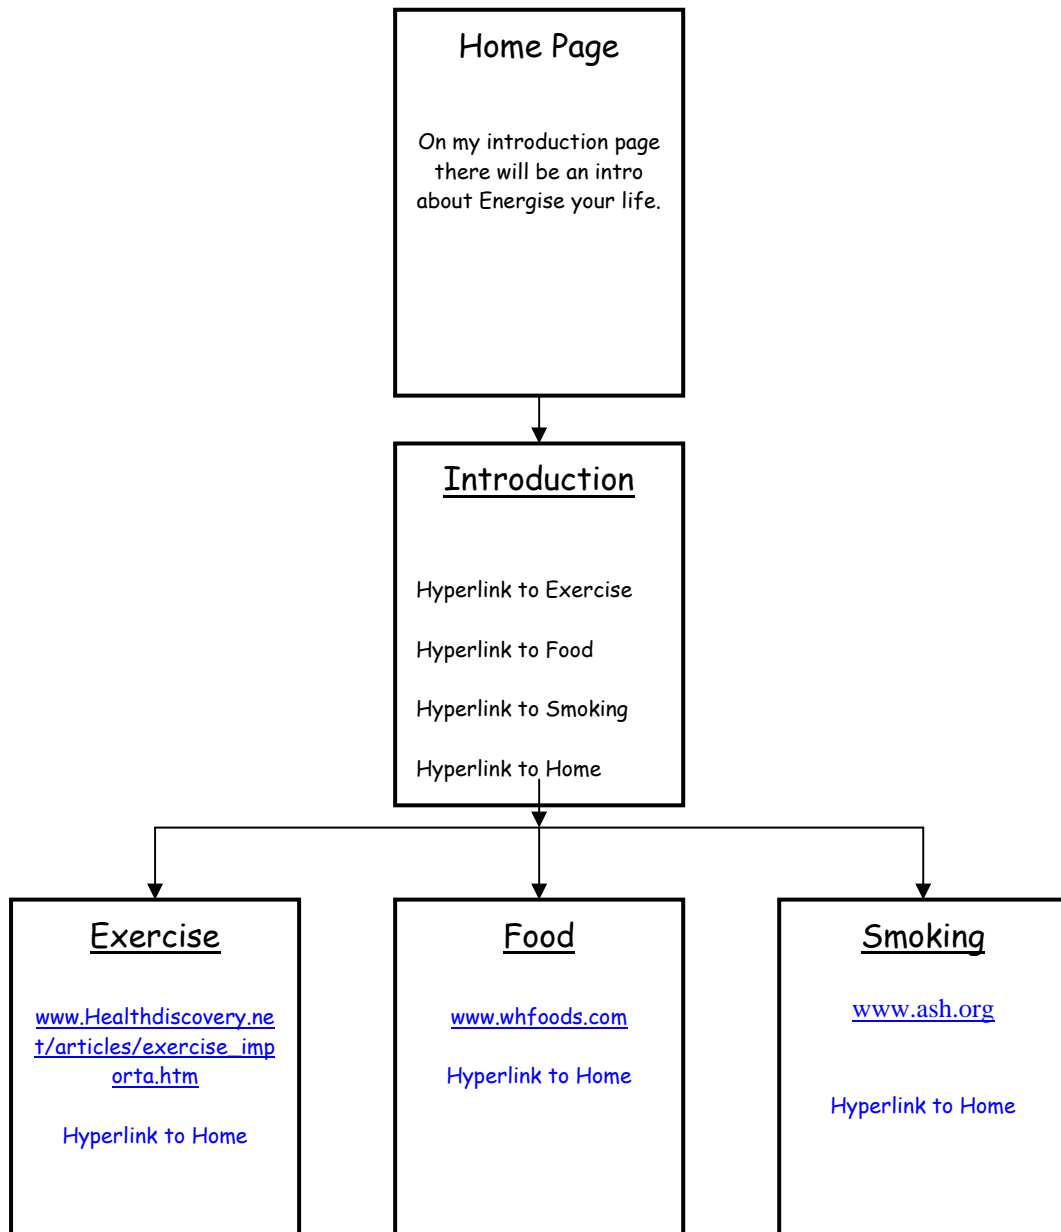 Home Page
On my introduction page
there will be an intro
about Energise your life.
Introduction
Hyperlink to Exercise
Hyperlink to Food
Hyperlink to Smoking
Hyperlink to Home
Exercise
www.Healthdiscovery.ne
t/articles/exercise_imp
orta.htm
Hyperlink to Home
Food
www.whfoods.com
Hyperlink to Home
Smoking
www.ash.org
Hyperlink to Home